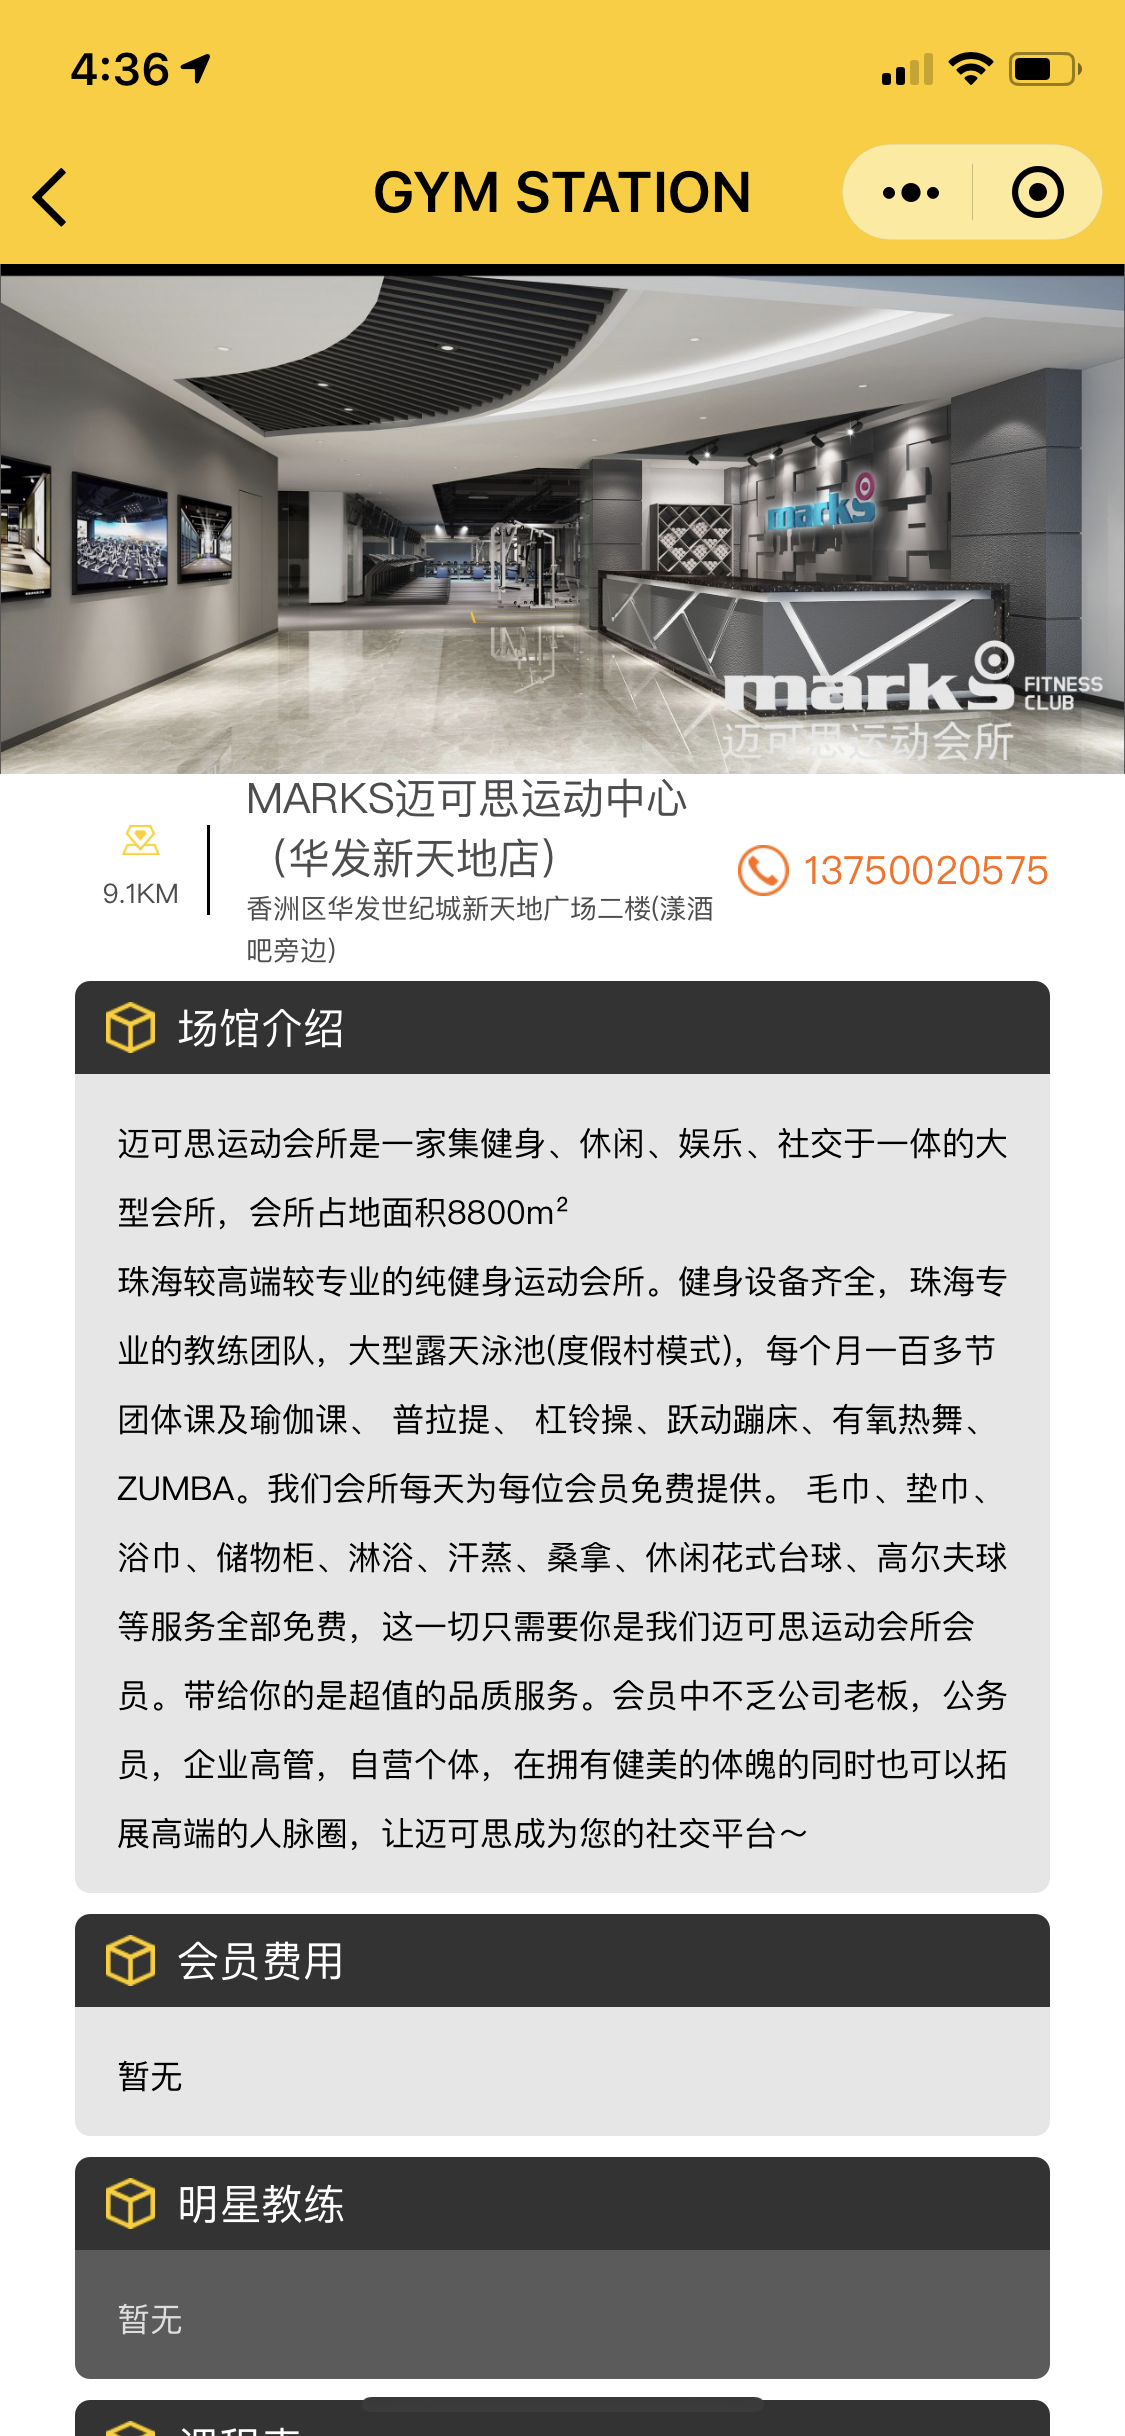 4:36
GYM STATION
marks
marks FITNESS CLUB
迈可思运动会所
MARKS迈可思运动中心
（华发新天地店）
9.1KM
13750020575
香洲区华发世纪城新天地广场二楼(漾酒
吧旁边)
场馆介绍
迈可思运动会所是一家集健身、休闲、娱乐、社交于一体的大
型会所，会所占地面积8800m²
珠海较高端较专业的纯健身运动会所。健身设备齐全，珠海专
业的教练团队，大型露天泳池(度假村模式)，每个月一百多节
团体课及瑜伽课、 普拉提、 杠铃操、跃动蹦床、有氧热舞、
ZUMBA。我们会所每天为每位会员免费提供。 毛巾、垫巾、
浴巾、储物柜、淋浴、汗蒸、桑拿、休闲花式台球、高尔夫球
等服务全部免费，这一切只需要你是我们迈可思运动会所会
员。带给你的是超值的品质服务。会员中不乏公司老板，公务
员，企业高管，自营个体，在拥有健美的体魄的同时也可以拓
展高端的人脉圈，让迈可思成为您的社交平台～
会员费用
暂无
明星教练
暂无